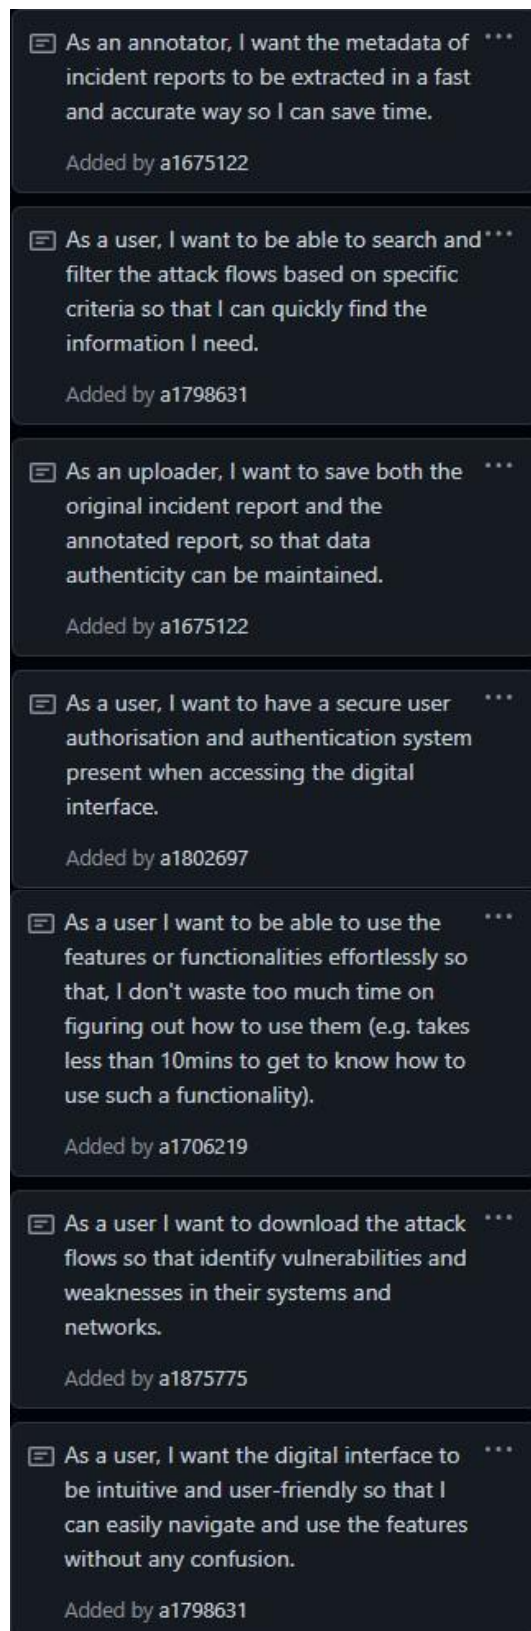 As an annotator, I want the metadata of
incident reports to be extracted in a fast
and accurate way so I can save time.
Added by a1675122
As a user, I want to be able to search and
filter the attack flows based on specific
criteria so that I can quickly find the
information I need.
Added by a1798631
As an uploader, I want to save both the
original incident report and the
annotated report, so that data
authenticity can be maintained.
Added by a1675122
As a user, I want to have a secure user
authorisation and authentication system
present when accessing the digital
interface.
Added by a1802697
As a user I want to be able to use the
features or functionalities effortlessly so
that, I don't waste too much time on
figuring out how to use them (e.g. takes
less than 10mins to get to know how to
use such a functionality).
Added by a1706219
As a user I want to download the attack
flows so that identify vulnerabilities and
weaknesses in their systems and
networks.
Added by a1875775
As a user, I want the digital interface to
be intuitive and user-friendly so that I
can easily navigate and use the features
without any confusion.
Added by a1798631